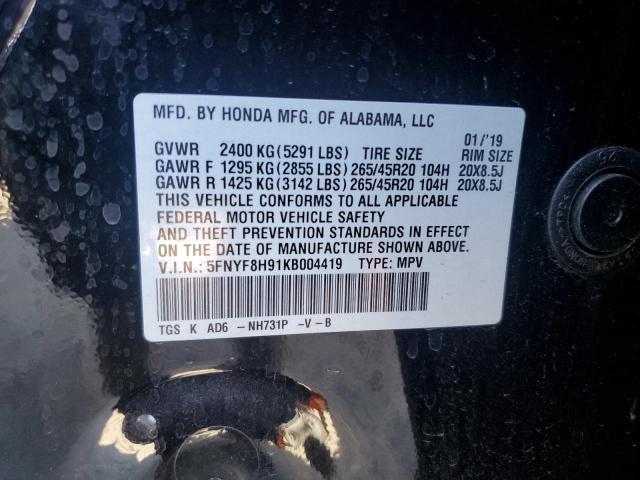 MFD. BY HONDA MFG. OF ALABAMA, LLC
01/'19
GVWR 2400 KG (5291 LBS) TIRE SIZE RIM SIZE
GAWR F 1295 KG (2855 LBS) 265/45R20 104H 20X8.5J
GAWR R 1425 KG (3142 LBS) 265/45R20 104H 20X8.5J
THIS VEHICLE CONFORMS TO ALL APPLICABLE
FEDERAL MOTOR VEHICLE SAFETY
AND THEFT PREVENTION STANDARDS IN EFFECT
ON THE DATE OF MANUFACTURE SHOWN ABOVE.
V.I.N.: 5FNYF8H91KB004419 TYPE: MPV
TGS K AD6 -NH731P -V-B